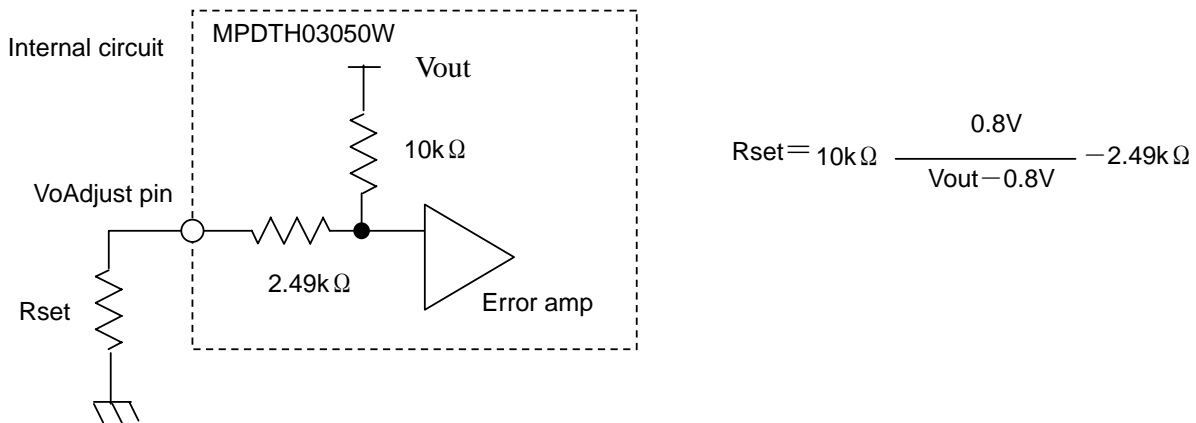 Internal circuit
MPDTH03050W
Vout
10kΩ
VoAdjust pin
2.49kΩ
Rset
Error amp
Rset＝10kΩ 0.8V
Vout－0.8V －2.49kΩ